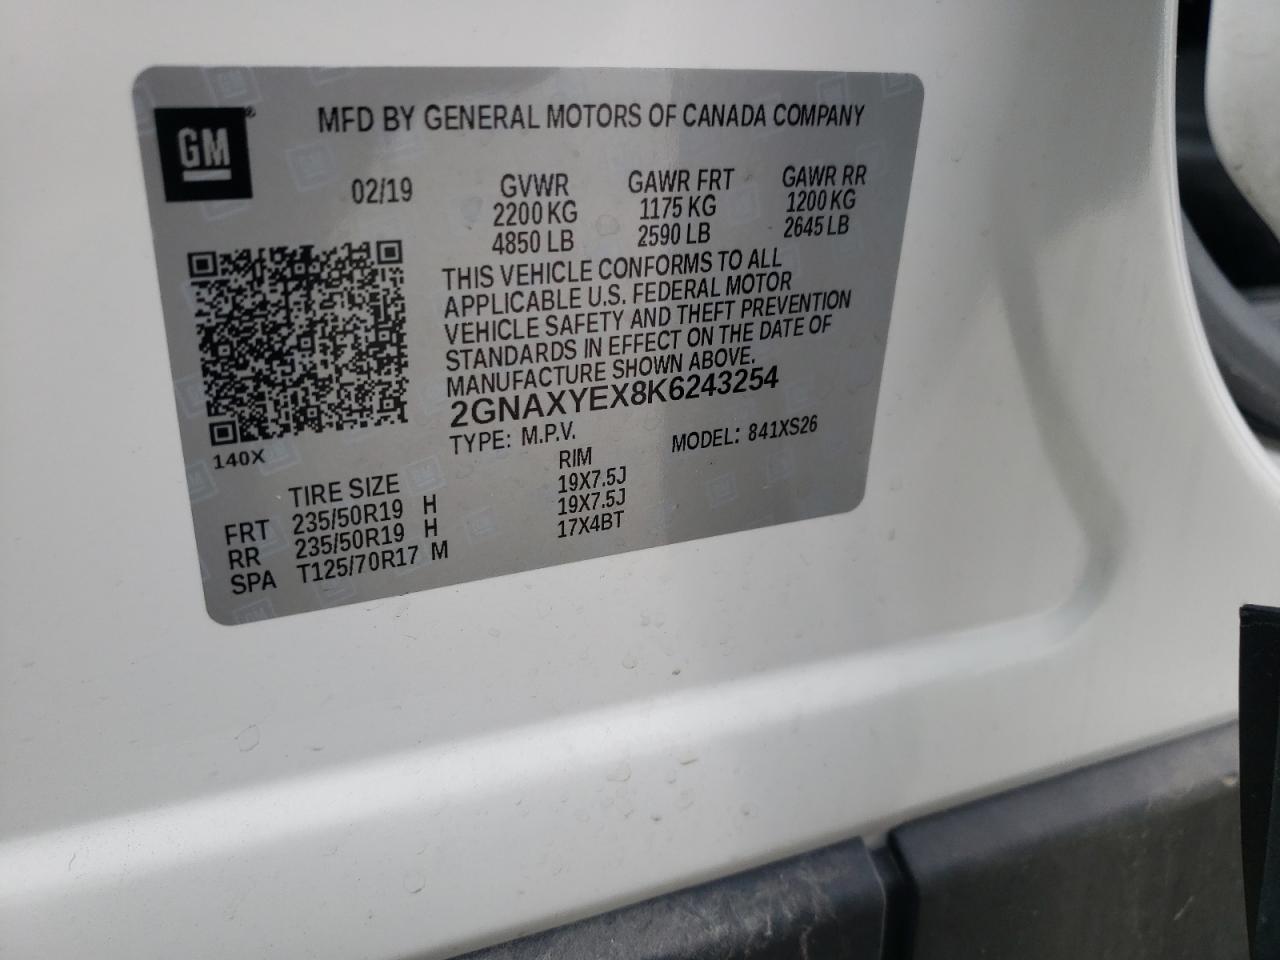 GM
MFD BY GENERAL MOTORS OF CANADA COMPANY
02/19
GVWR
2200 KG
4850 LB
GAWR FRT
1175 KG
2590 LB
GAWR RR
1200 KG
2645 LB
THIS VEHICLE CONFORMS TO ALL
APPLICABLE U.S. FEDERAL MOTOR
VEHICLE SAFETY AND THEFT PREVENTION
STANDARDS IN EFFECT ON THE DATE OF
MANUFACTURE SHOWN ABOVE.
2GNAXYEX8K6243254
TYPE: M.P.V. MODEL: 841XS26
140X
TIRE SIZE RIM
FRT 235/50R19 H 19X7.5J
RR 235/50R19 H 19X7.5J
SPA T125/70R17 M 17X4BT